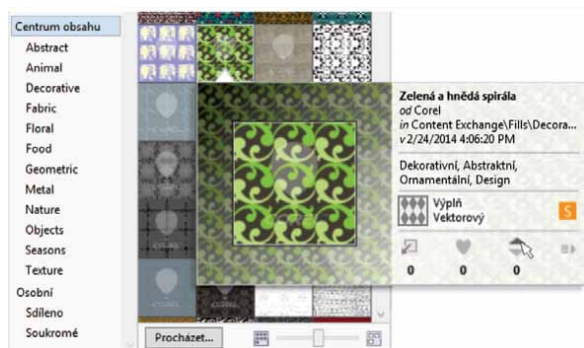 Centrum obsahu
Abstract
Animal
Decorative
Fabric
Floral
Food
Geometric
Metal
Nature
Objects
Seasons
Texture
Osobní
Sdíleno
Soukromé
Procházet...
COREL
Zelená a hnědá spirála
od Corel
in Content Exchange\Fills\Decora...
v 2/24/2014 4:06:20 PM
Dekorativní, Abstraktní,
Ornamentální, Design
Výplň
Vektorový
S
0 0 0